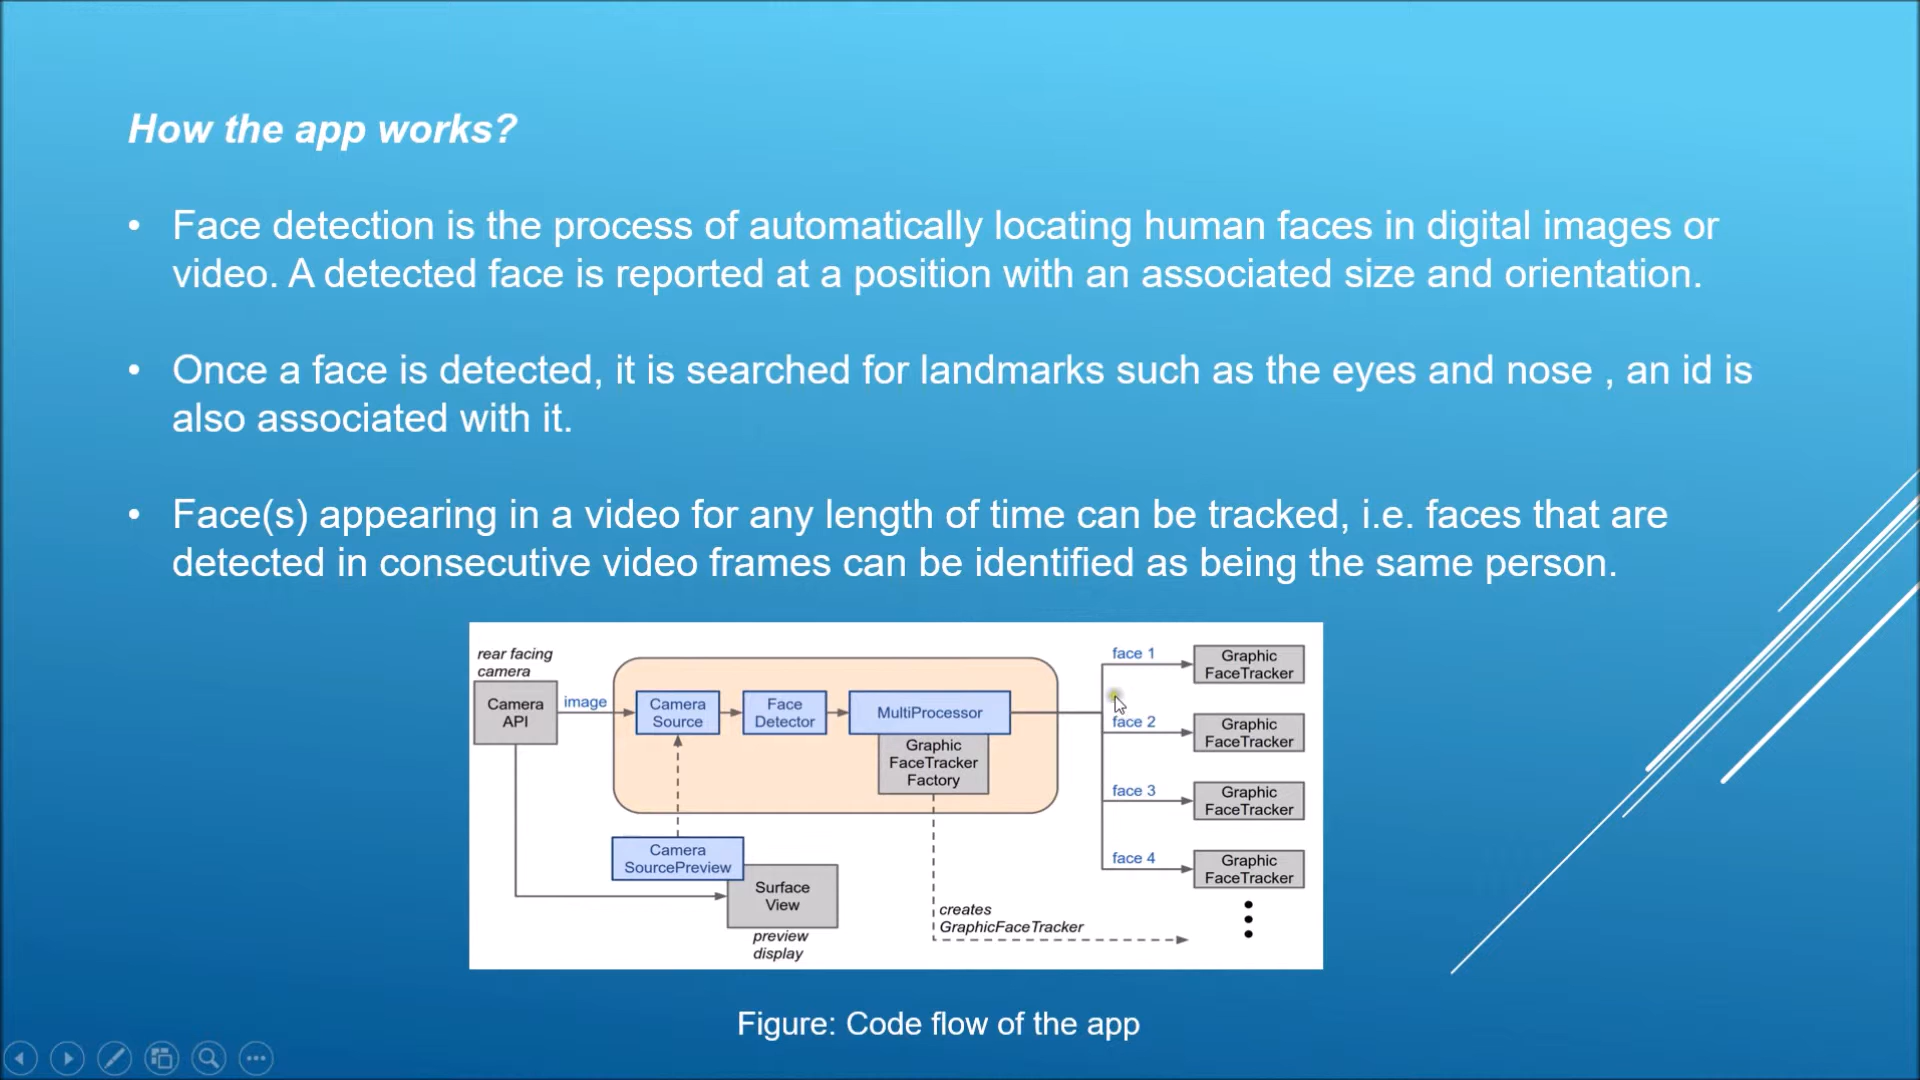 How the app works?
• Face detection is the process of automatically locating human faces in digital images or
video. A detected face is reported at a position with an associated size and orientation.
• Once a face is detected, it is searched for landmarks such as the eyes and nose , an id is
also associated with it.
• Face(s) appearing in a video for any length of time can be tracked, i.e. faces that are
detected in consecutive video frames can be identified as being the same person.
rear facing
camera
Camera
API
image
Camera
Source
Face
Detector
MultiProcessor
Graphic
FaceTracker
Factory
Camera
SourcePreview
Surface
View
preview
display
creates
GraphicFaceTracker
face 1
Graphic
FaceTracker
face 2
Graphic
FaceTracker
face 3
Graphic
FaceTracker
face 4
Graphic
FaceTracker
Figure: Code flow of the app